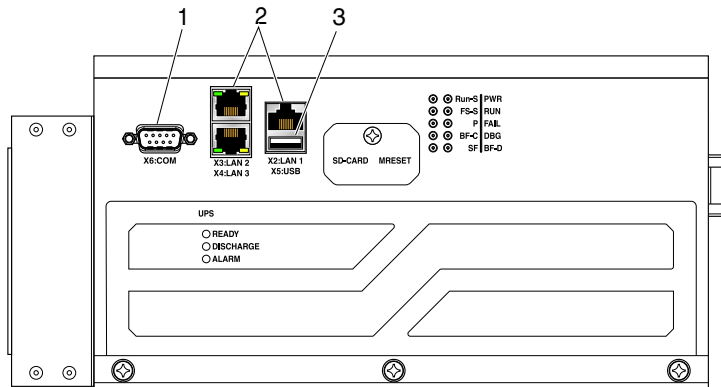 1 2 3
X6:COM
X3:LAN 2
X4:LAN 3
X2:LAN 1
X5:USB
SD-CARD MRESET
Run-S PWR
FS-S RUN
P FAIL
BF-C DBG
SF BF-D
UPS
READY
DISCHARGE
ALARM